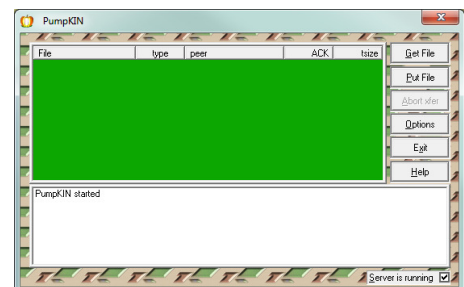 PumpKIN
File type peer ACK tsize
Get File
Put File
Abort xfer
Options
Exit
Help
PumpKIN started
Server is running